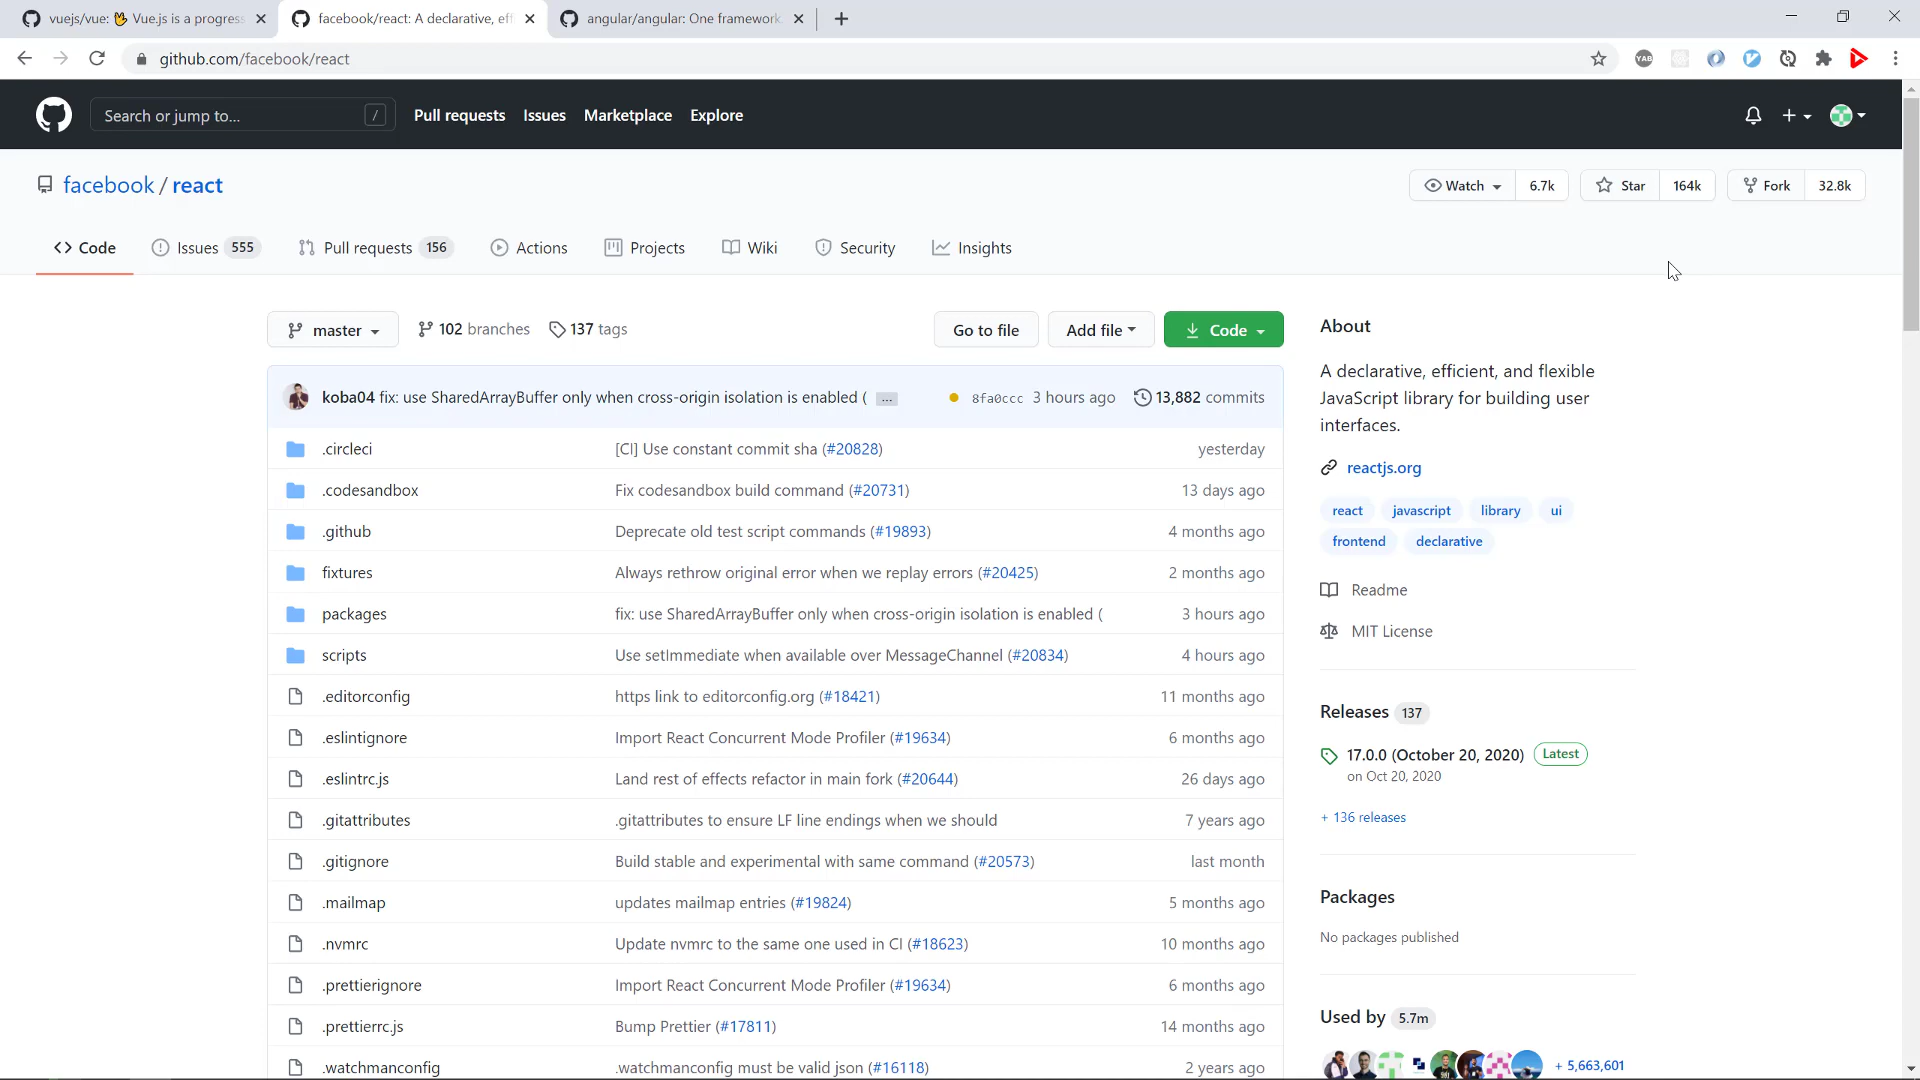 vuejs/vue: 🖖 Vue.js is a progress
facebook/react: A declarative, eff
angular/angular: One framework.
github.com/facebook/react
YAB
Search or jump to...
/
Pull requests
Issues
Marketplace
Explore
facebook / react
Watch
6.7k
Star
164k
Fork
32.8k
Code
Issues 555
Pull requests 156
Actions
Projects
Wiki
Security
Insights
master
102 branches
137 tags
Go to file
Add file
Code
koba04 fix: use SharedArrayBuffer only when cross-origin isolation is enabled ( ...
8fa0ccc 3 hours ago
13,882 commits
.circleci [CI] Use constant commit sha (#20828) yesterday
.codesandbox Fix codesandbox build command (#20731) 13 days ago
.github Deprecate old test script commands (#19893) 4 months ago
fixtures Always rethrow original error when we replay errors (#20425) 2 months ago
packages fix: use SharedArrayBuffer only when cross-origin isolation is enabled ( 3 hours ago
scripts Use setImmediate when available over MessageChannel (#20834) 4 hours ago
.editorconfig https link to editorconfig.org (#18421) 11 months ago
.eslintignore Import React Concurrent Mode Profiler (#19634) 6 months ago
.eslintrc.js Land rest of effects refactor in main fork (#20644) 26 days ago
.gitattributes .gitattributes to ensure LF line endings when we should 7 years ago
.gitignore Build stable and experimental with same command (#20573) last month
.mailmap updates mailmap entries (#19824) 5 months ago
.nvmrc Update nvmrc to the same one used in CI (#18623) 10 months ago
.prettierignore Import React Concurrent Mode Profiler (#19634) 6 months ago
.prettierrc.js Bump Prettier (#17811) 14 months ago
.watchmanconfig .watchmanconfig must be valid json (#16118) 2 years ago
About
A declarative, efficient, and flexible
JavaScript library for building user
interfaces.
reactjs.org
react javascript library ui
frontend declarative
Readme
MIT License
Releases 137
17.0.0 (October 20, 2020) Latest
on Oct 20, 2020
+ 136 releases
Packages
No packages published
Used by 5.7m
+ 5,663,601